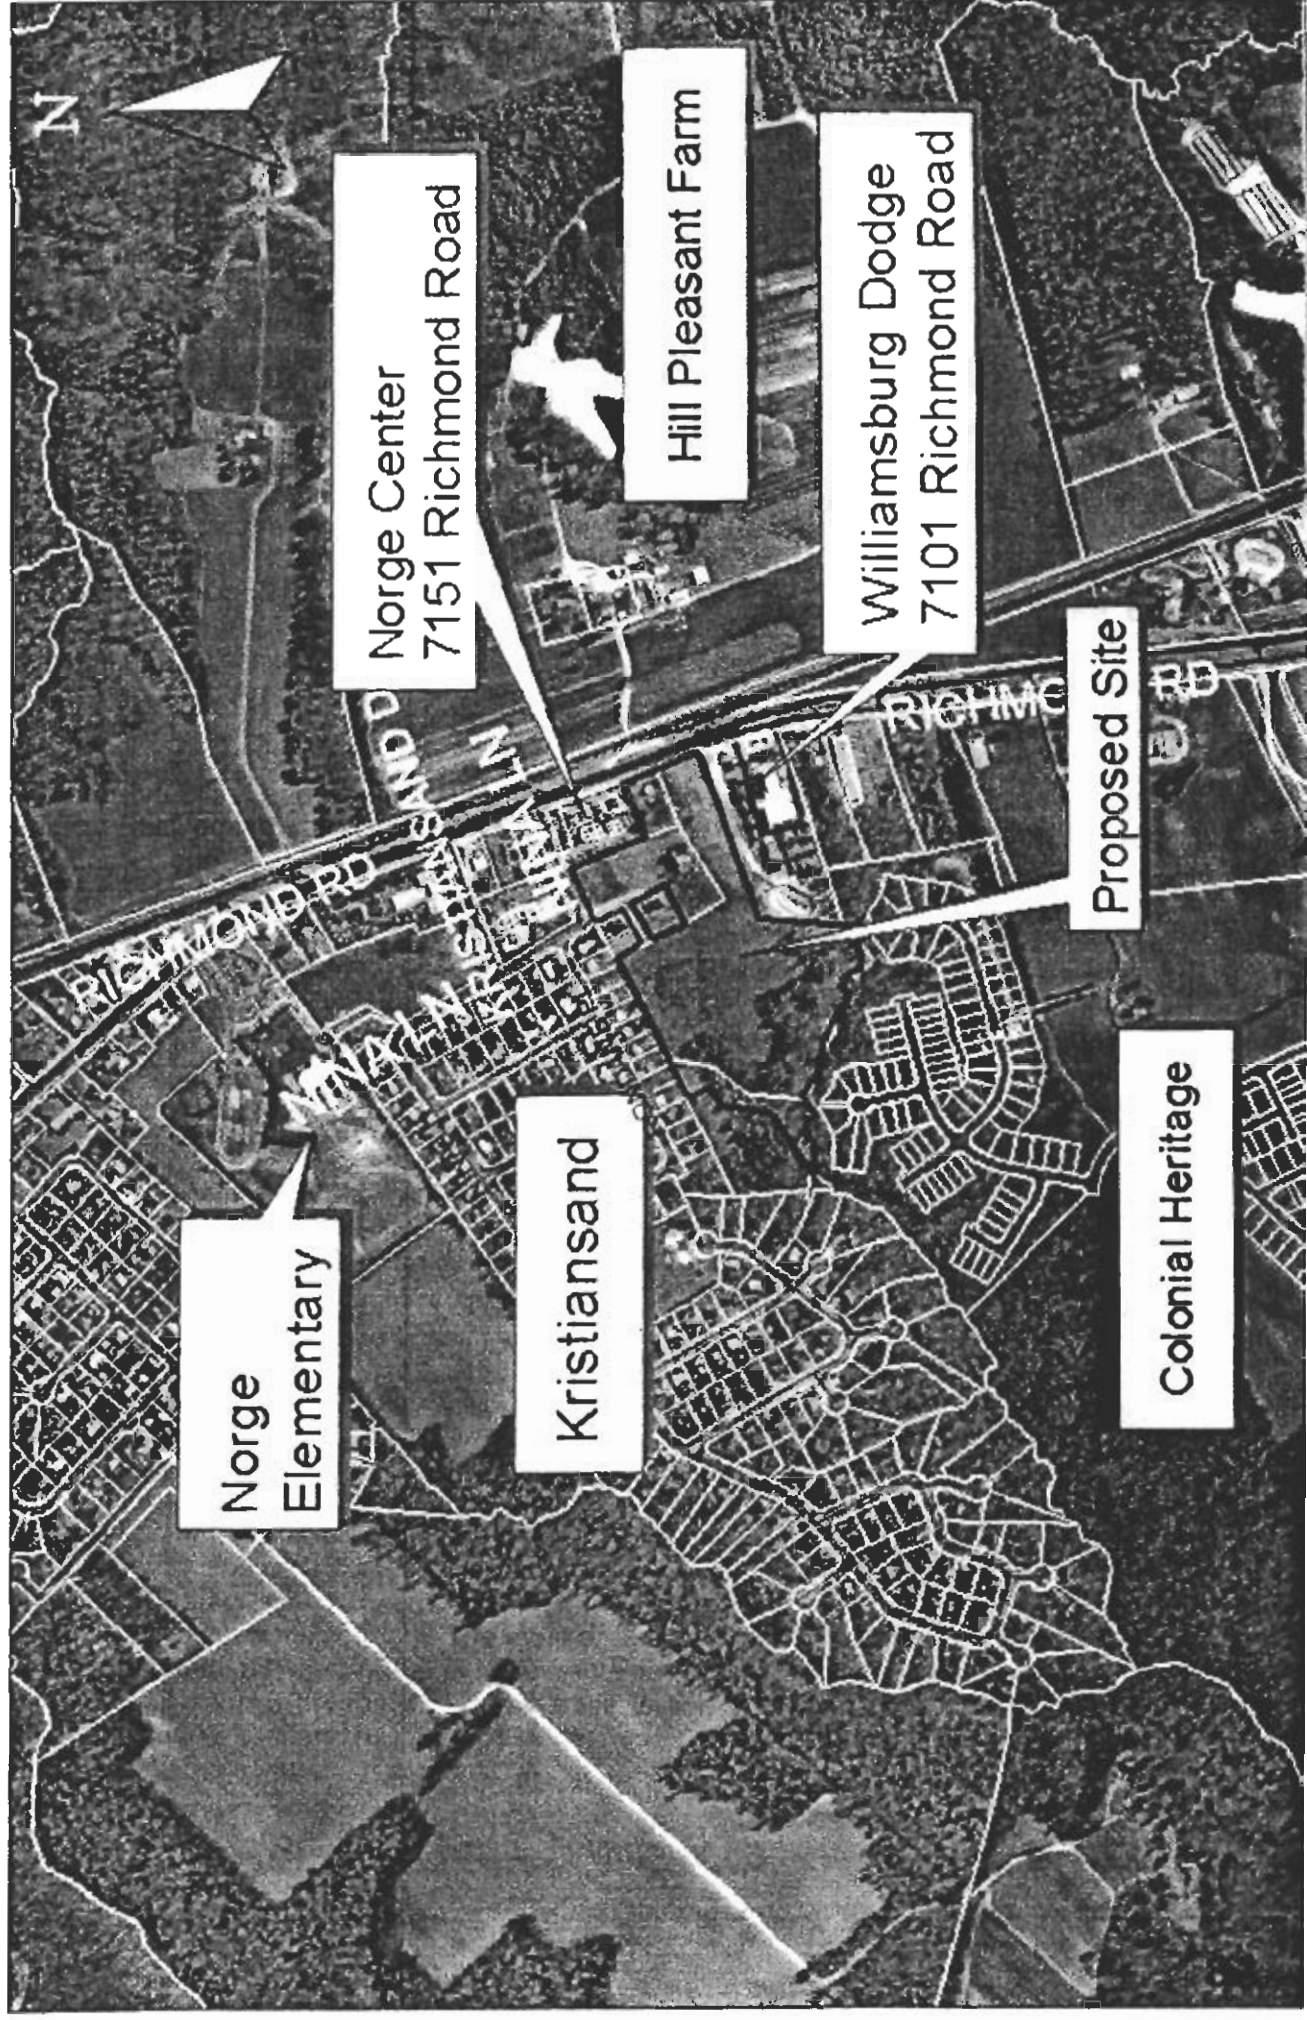 N
Norge Center
7151 Richmond Road
Hill Pleasant Farm
Williamsburg Dodge
7101 Richmond Road
Proposed Site
RICHMOND RD
Norge
Elementary
Kristiansand
Colonial Heritage